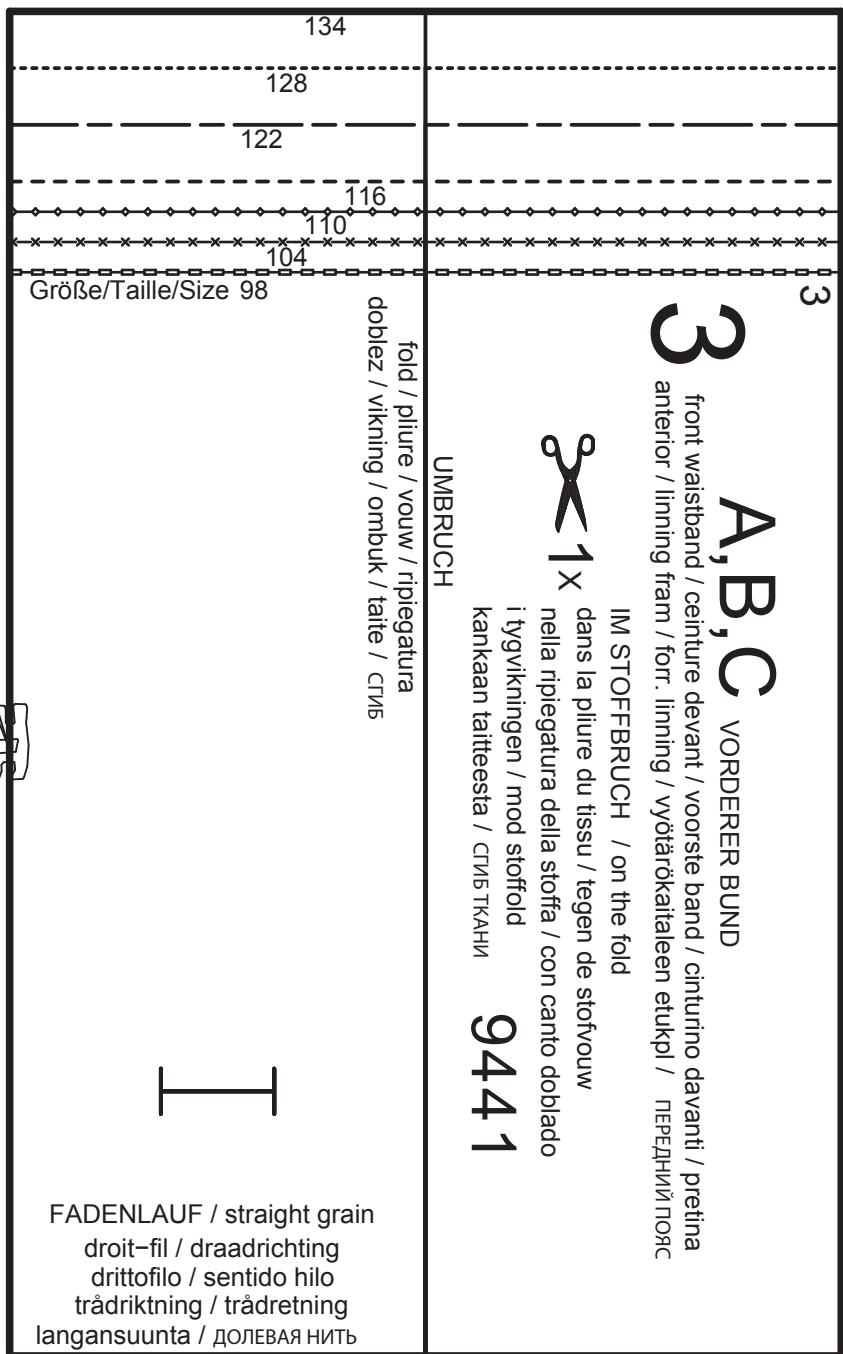 134
128
122
116
110
104
Größe/Taille/Size 98
3
3
A,B,C VORDERER BUND
front waistband / ceinture devant / voorste band / cinturino davanti / pretina
anterior / linning fram / forr. linning / vyötärökaitaleen etukpl / ПЕРЕДНИЙ ПОЯС
1x
IM STOFFBRUCH / on the fold
dans la pliure du tissu / tegen de stofvouw
nella ripiegatura della stoffa / con canto doblado
i tygvikningen / mod stoffold
kankaan taitteesta / СГИБ ТКАНИ
9441
UMBRUCH
fold / pliure / vouw / ripiegatura
doblez / vikning / ombuk / taite / СГИБ
FADENLAUF / straight grain
droit–fil / draadrichting
drittofilo / sentido hilo
trådriktning / trådretning
langansuunta / ДОЛЕВАЯ НИТЬ